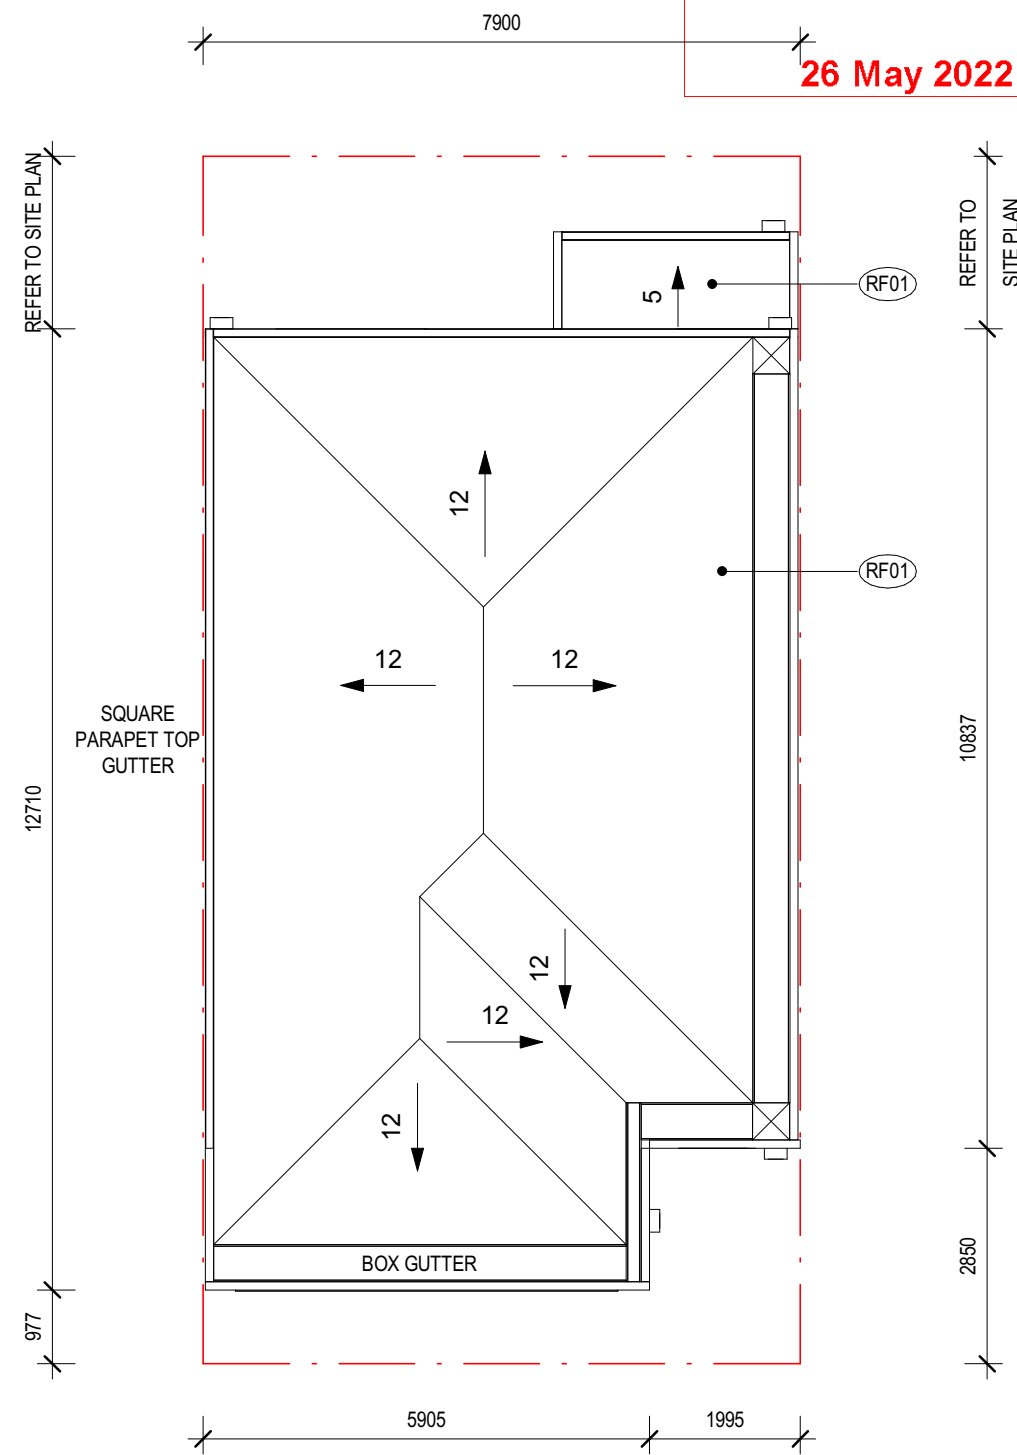 7900
26 May 2022
REFER TO SITE PLAN
REFER TO
SITE PLAN
5
RF01
12
RF01
12
12
SQUARE
PARAPET TOP
GUTTER
10837
12710
12
12
12
BOX GUTTER
2850
977
5905
1995